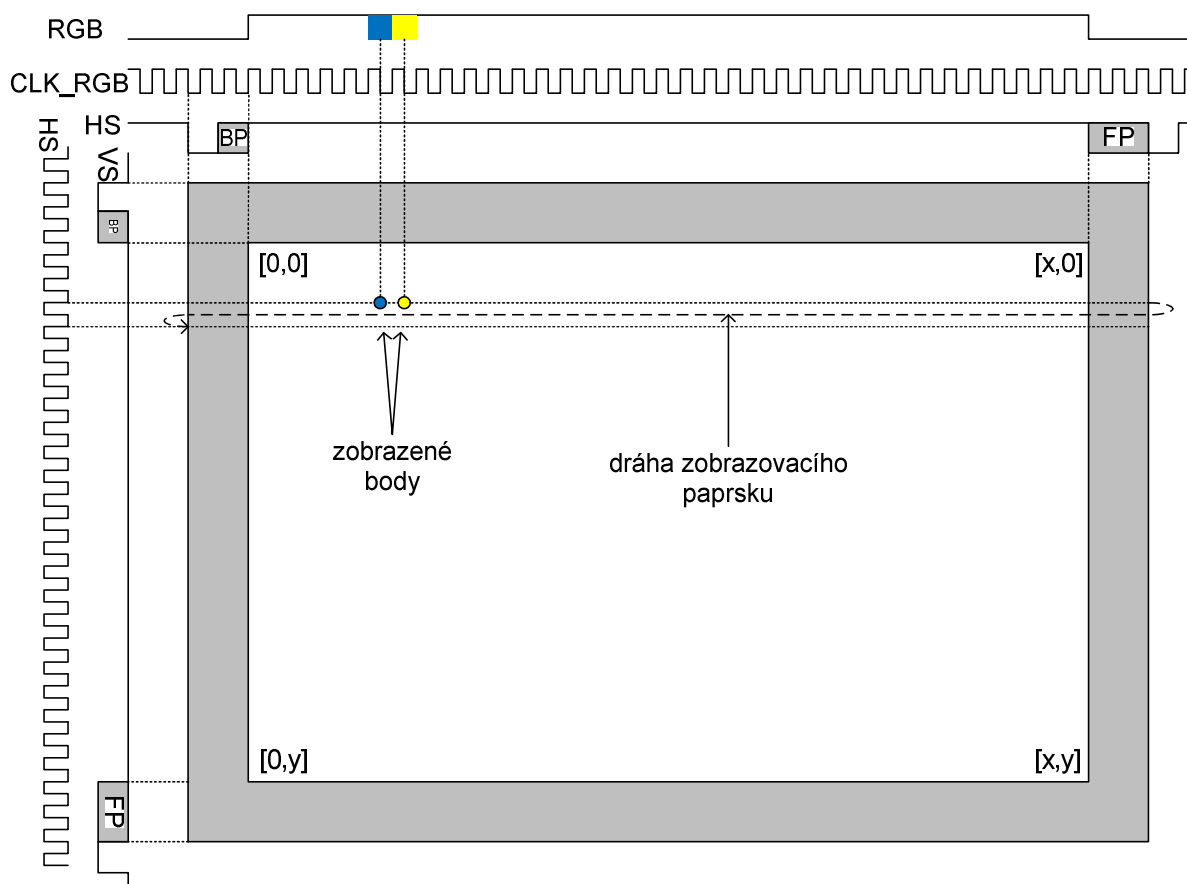 RGB
CLK_RGB
HS
BP
FP
HS
VS
BP
[0,0]
[x,0]
zobrazené
body
dráha zobrazovacího
paprsku
[0,y]
[x,y]
FP